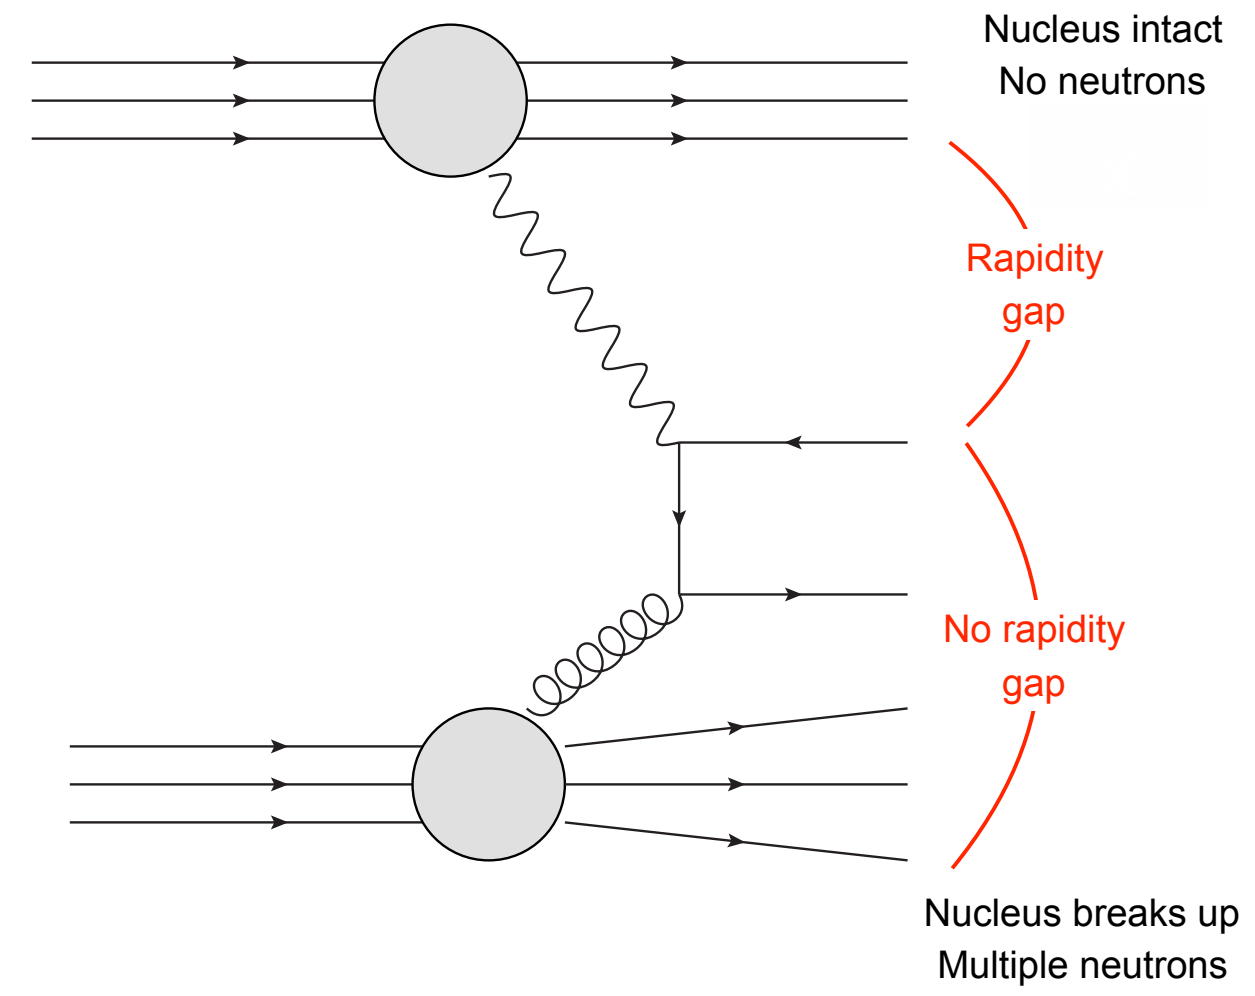 Nucleus intact
No neutrons
Rapidity
gap
No rapidity
gap
Nucleus breaks up
Multiple neutrons